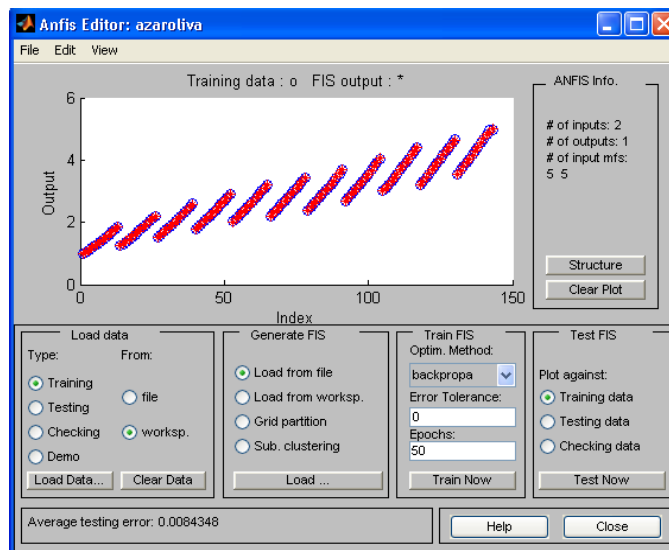 Anfis Editor: azaroliva
File Edit View
Training data : o FIS output : *
6
4
2
0
Output
0 50 100 150
Index
ANFIS Info.
# of inputs: 2
# of outputs: 1
# of input mfs:
5 5
Structure
Clear Plot
Load data
Type: From:
Training
Testing
Checking
Demo
file
worksp.
Load Data... Clear Data
Generate FIS
Load from file
Load from worksp.
Grid partition
Sub. clustering
Load ...
Train FIS
Optim. Method:
backpropa
Error Tolerance:
0
Epochs:
50
Train Now
Test FIS
Plot against:
Training data
Testing data
Checking data
Test Now
Average testing error: 0.0084348
Help Close